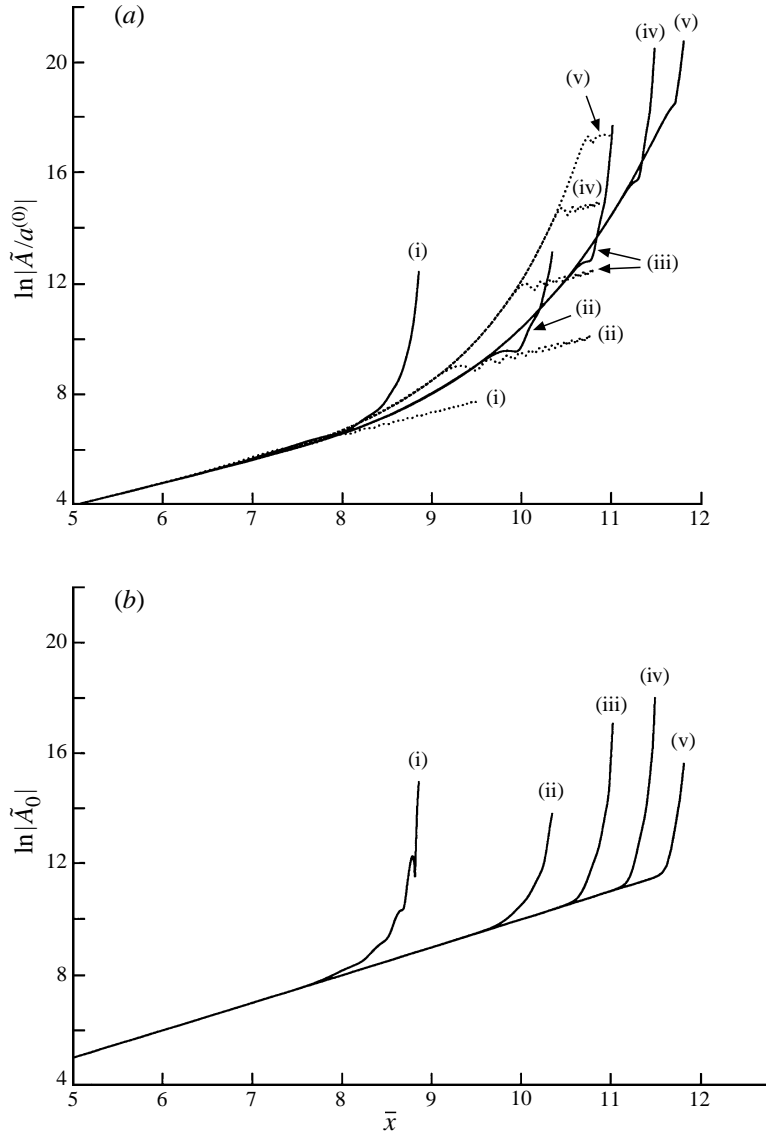 (a)
20
16
12
8
4
ln|Ã/a⁽⁰⁾|
(i)
(ii)
(iii)
(iv)
(v)
(iv)
(v)
(ii)
(i)
5 6 7 8 9 10 11 12
(b)
20
16
12
8
4
ln|Ã₀|
(i)
(ii)
(iii)
(iv)
(v)
5 6 7 8 9 10 11 12
x̄